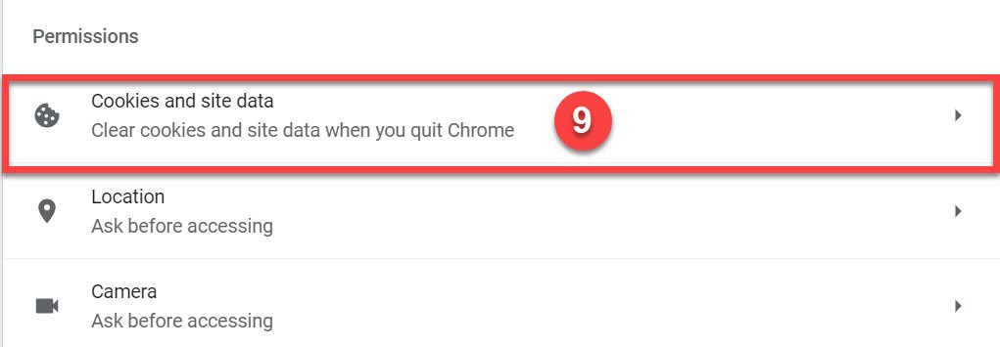 Permissions
Cookies and site data
Clear cookies and site data when you quit Chrome
9
Location
Ask before accessing
Camera
Ask before accessing